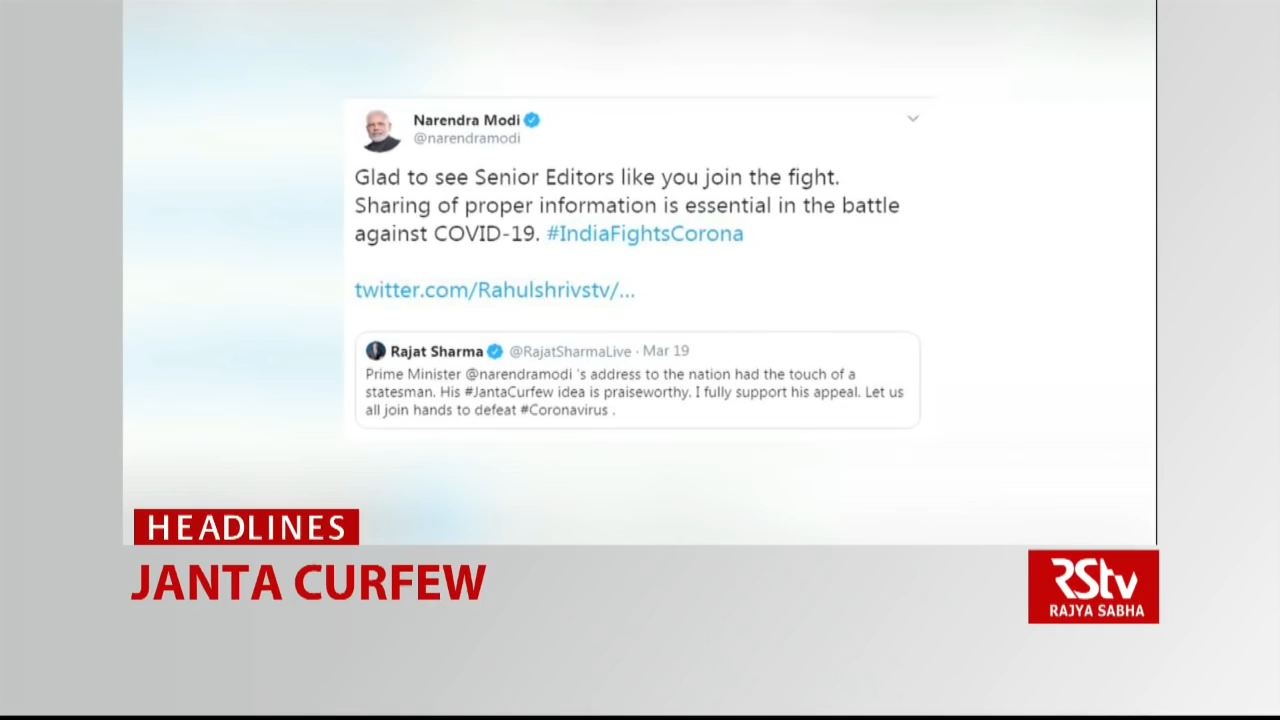 Narendra Modi
@narendramodi
Glad to see Senior Editors like you join the fight.
Sharing of proper information is essential in the battle
against COVID-19. #IndiaFightsCorona
twitter.com/Rahulshrivstv/...
Rajat Sharma @RajatSharmaLive · Mar 19
Prime Minister @narendramodi 's address to the nation had the touch of a
statesman. His #JantaCurfew idea is praiseworthy. I fully support his appeal. Let us
all join hands to defeat #Coronavirus .
HEADLINES
JANTA CURFEW
RStv
RAJYA SABHA